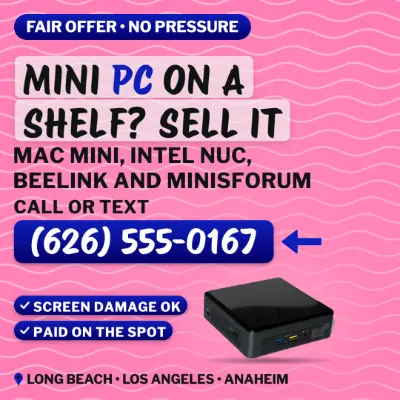 FAIR OFFER • NO PRESSURE
MINI PC ON A
SHELF? SELL IT
MAC MINI, INTEL NUC,
BEELINK AND MINISFORUM
CALL OR TEXT
(626) 555-0167
SCREEN DAMAGE OK
PAID ON THE SPOT
LONG BEACH • LOS ANGELES • ANAHEIM